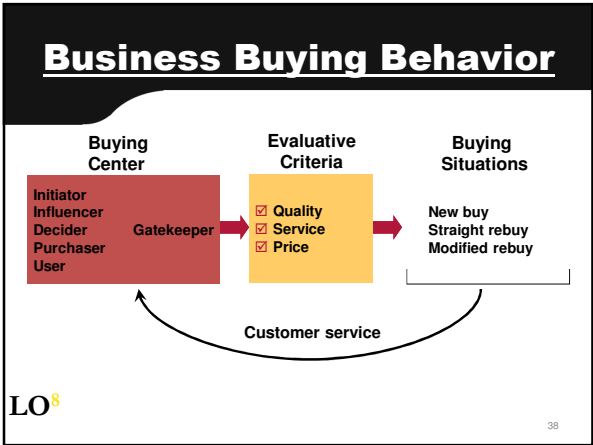 Business Buying Behavior
Buying
Center
Evaluative
Criteria
Buying
Situations
Initiator
Influencer
Decider
Purchaser
User
Gatekeeper
☑ Quality
☑ Service
☑ Price
New buy
Straight rebuy
Modified rebuy
Customer service
LO8
38